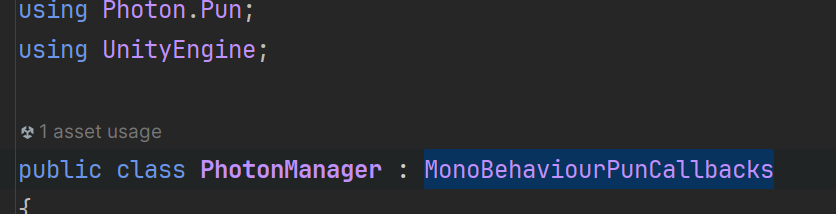 using Photon.Pun;
using UnityEngine;
1 asset usage
public class PhotonManager : MonoBehaviourPunCallbacks
{